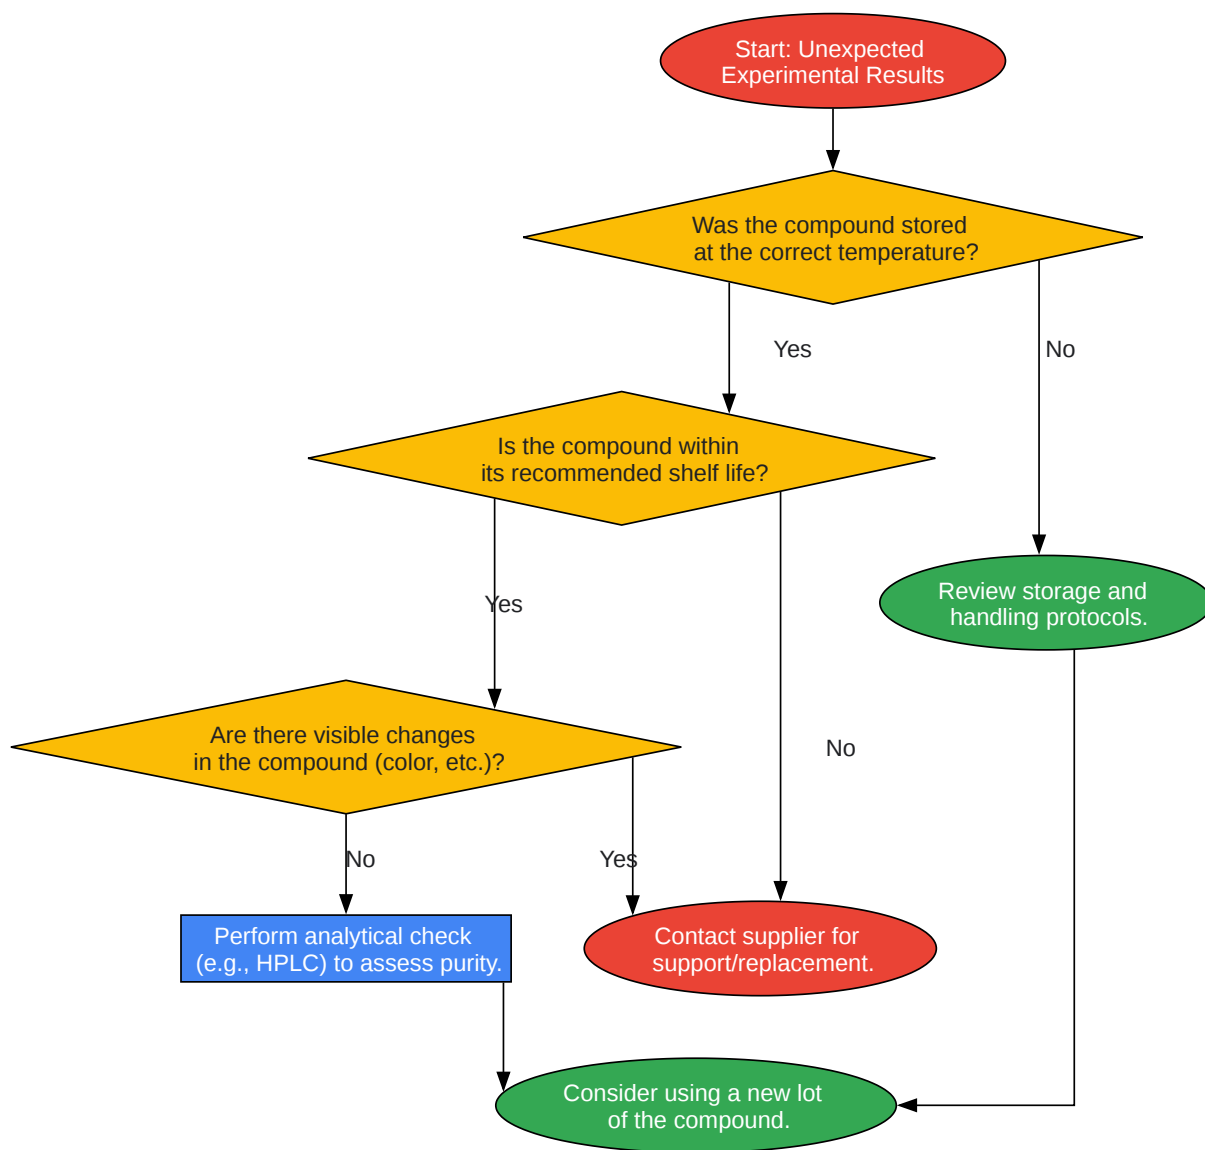 Start: Unexpected
Experimental Results
Was the compound stored
at the correct temperature?
Yes
No
Is the compound within
its recommended shelf life?
Yes
Review storage and
handling protocols.
Are there visible changes
in the compound (color, etc.)?
No
No
Yes
Perform analytical check
(e.g., HPLC) to assess purity.
Contact supplier for
support/replacement.
Consider using a new lot
of the compound.